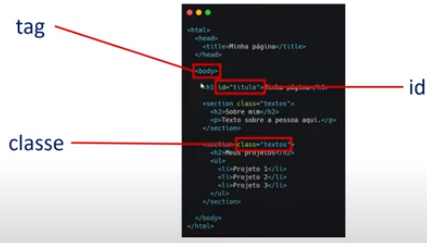 tag
<html>
<head>
<title>Minha página</title>
</head>
<body>
<h1 id="titulo">Minha página</h1>
id
<section class="textos">
<h2>Sobre mim</h2>
<p>Texto sobre a pessoa aqui.</p>
</section>
classe
<section class="textos">
<h2>Meus projetos</h2>
<ul>
<li>Projeto 1</li>
<li>Projeto 2</li>
<li>Projeto 3</li>
</ul>
</section>
</body>
</html>